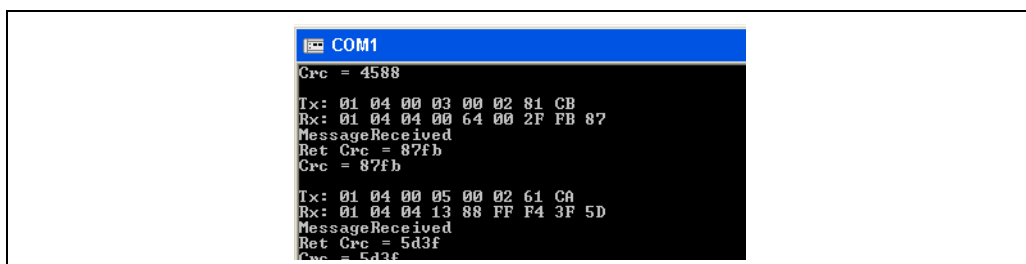 COM1
Crc = 4588
Tx: 01 04 00 03 00 02 81 CB
Rx: 01 04 04 00 64 00 2F FB 87
MessageReceived
Ret Crc = 87fb
Crc = 87fb
Tx: 01 04 00 05 00 02 61 CA
Rx: 01 04 04 13 88 FF F4 3F 5D
MessageReceived
Ret Crc = 5d3f
Crc = 5d3f